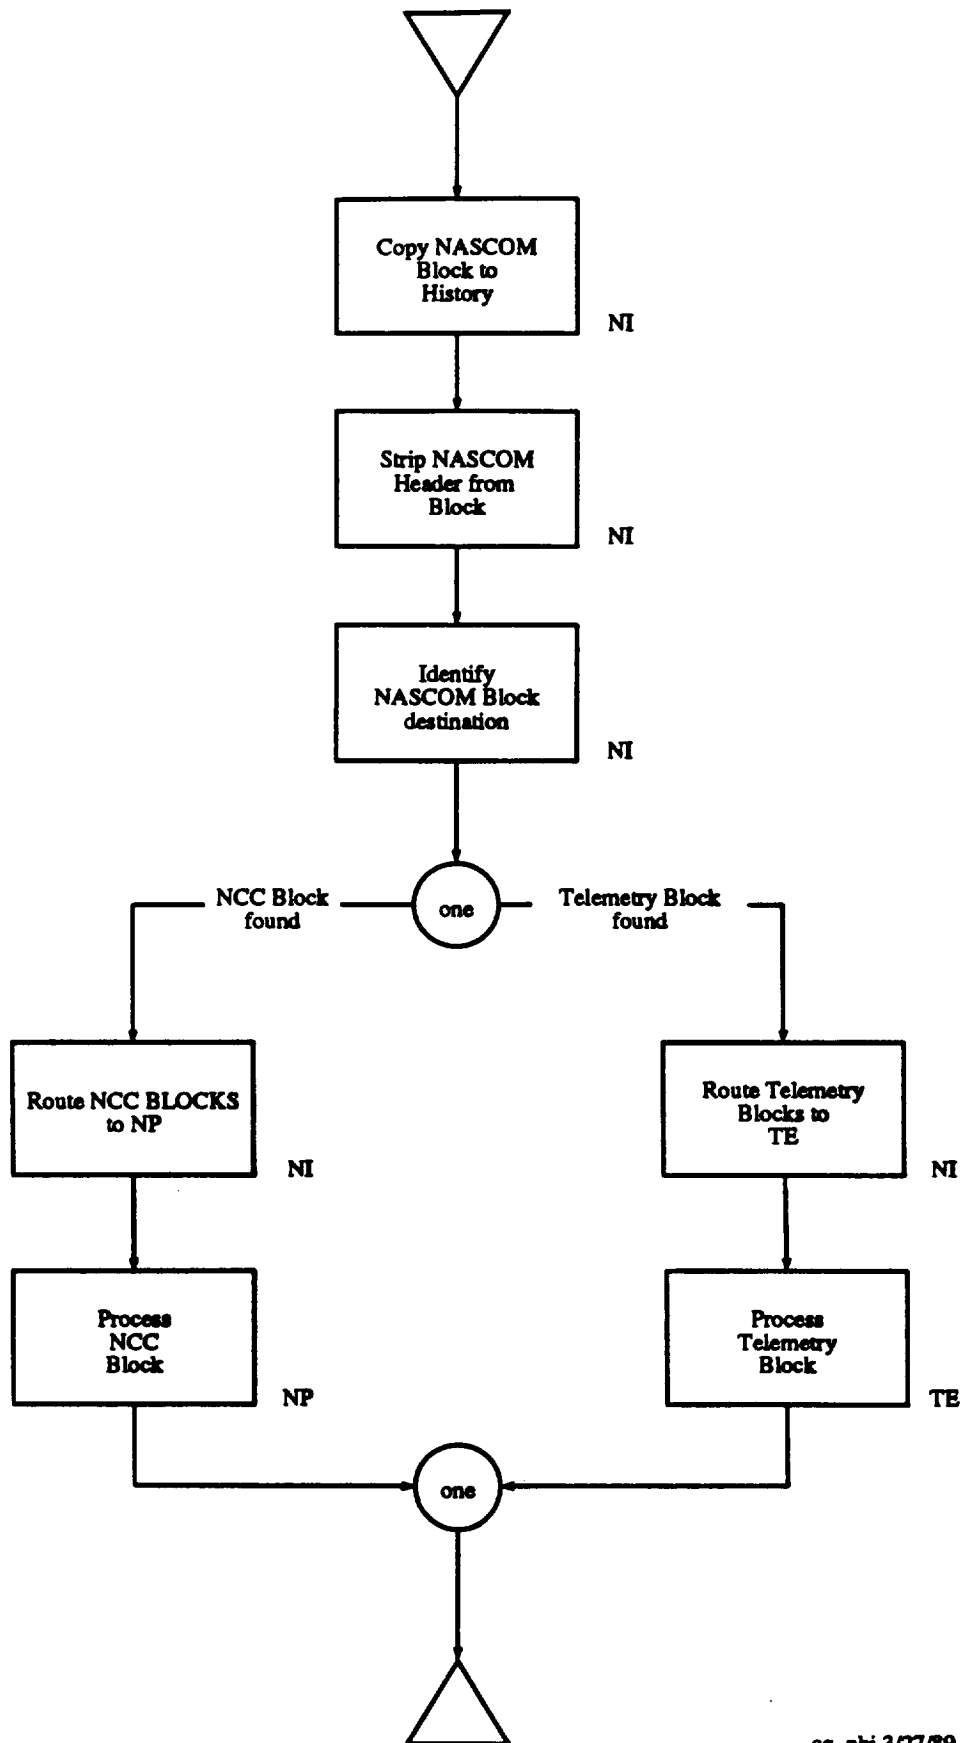 Copy NASCOM
Block to
History
NI
Strip NASCOM
Header from
Block
NI
Identify
NASCOM Block
destination
NI
one
NCC Block
found
Telemetry Block
found
Route NCC BLOCKS
to NP
NI
Route Telemetry
Blocks to
TE
NI
Process
NCC
Block
NP
Process
Telemetry
Block
TE
one